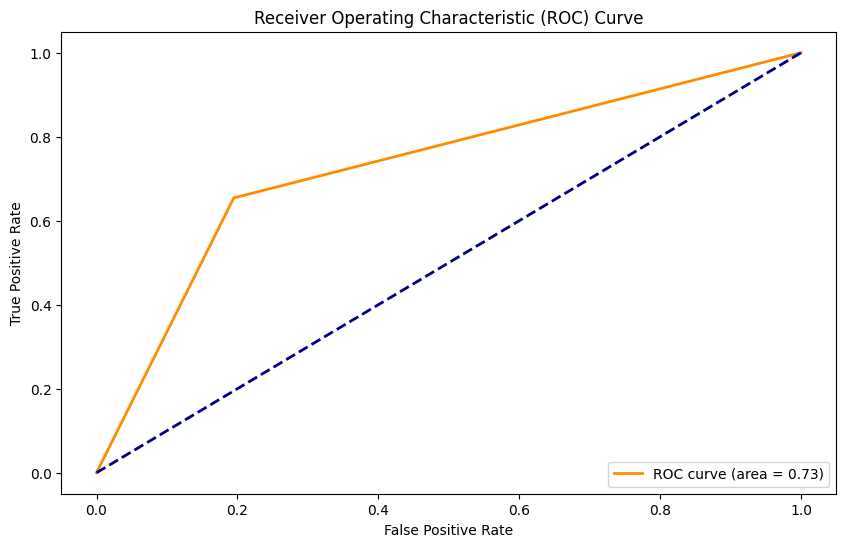 Receiver Operating Characteristic (ROC) Curve
1.0
0.8
0.6
0.4
0.2
0.0
True Positive Rate
0.0 0.2 0.4 0.6 0.8 1.0
False Positive Rate
ROC curve (area = 0.73)